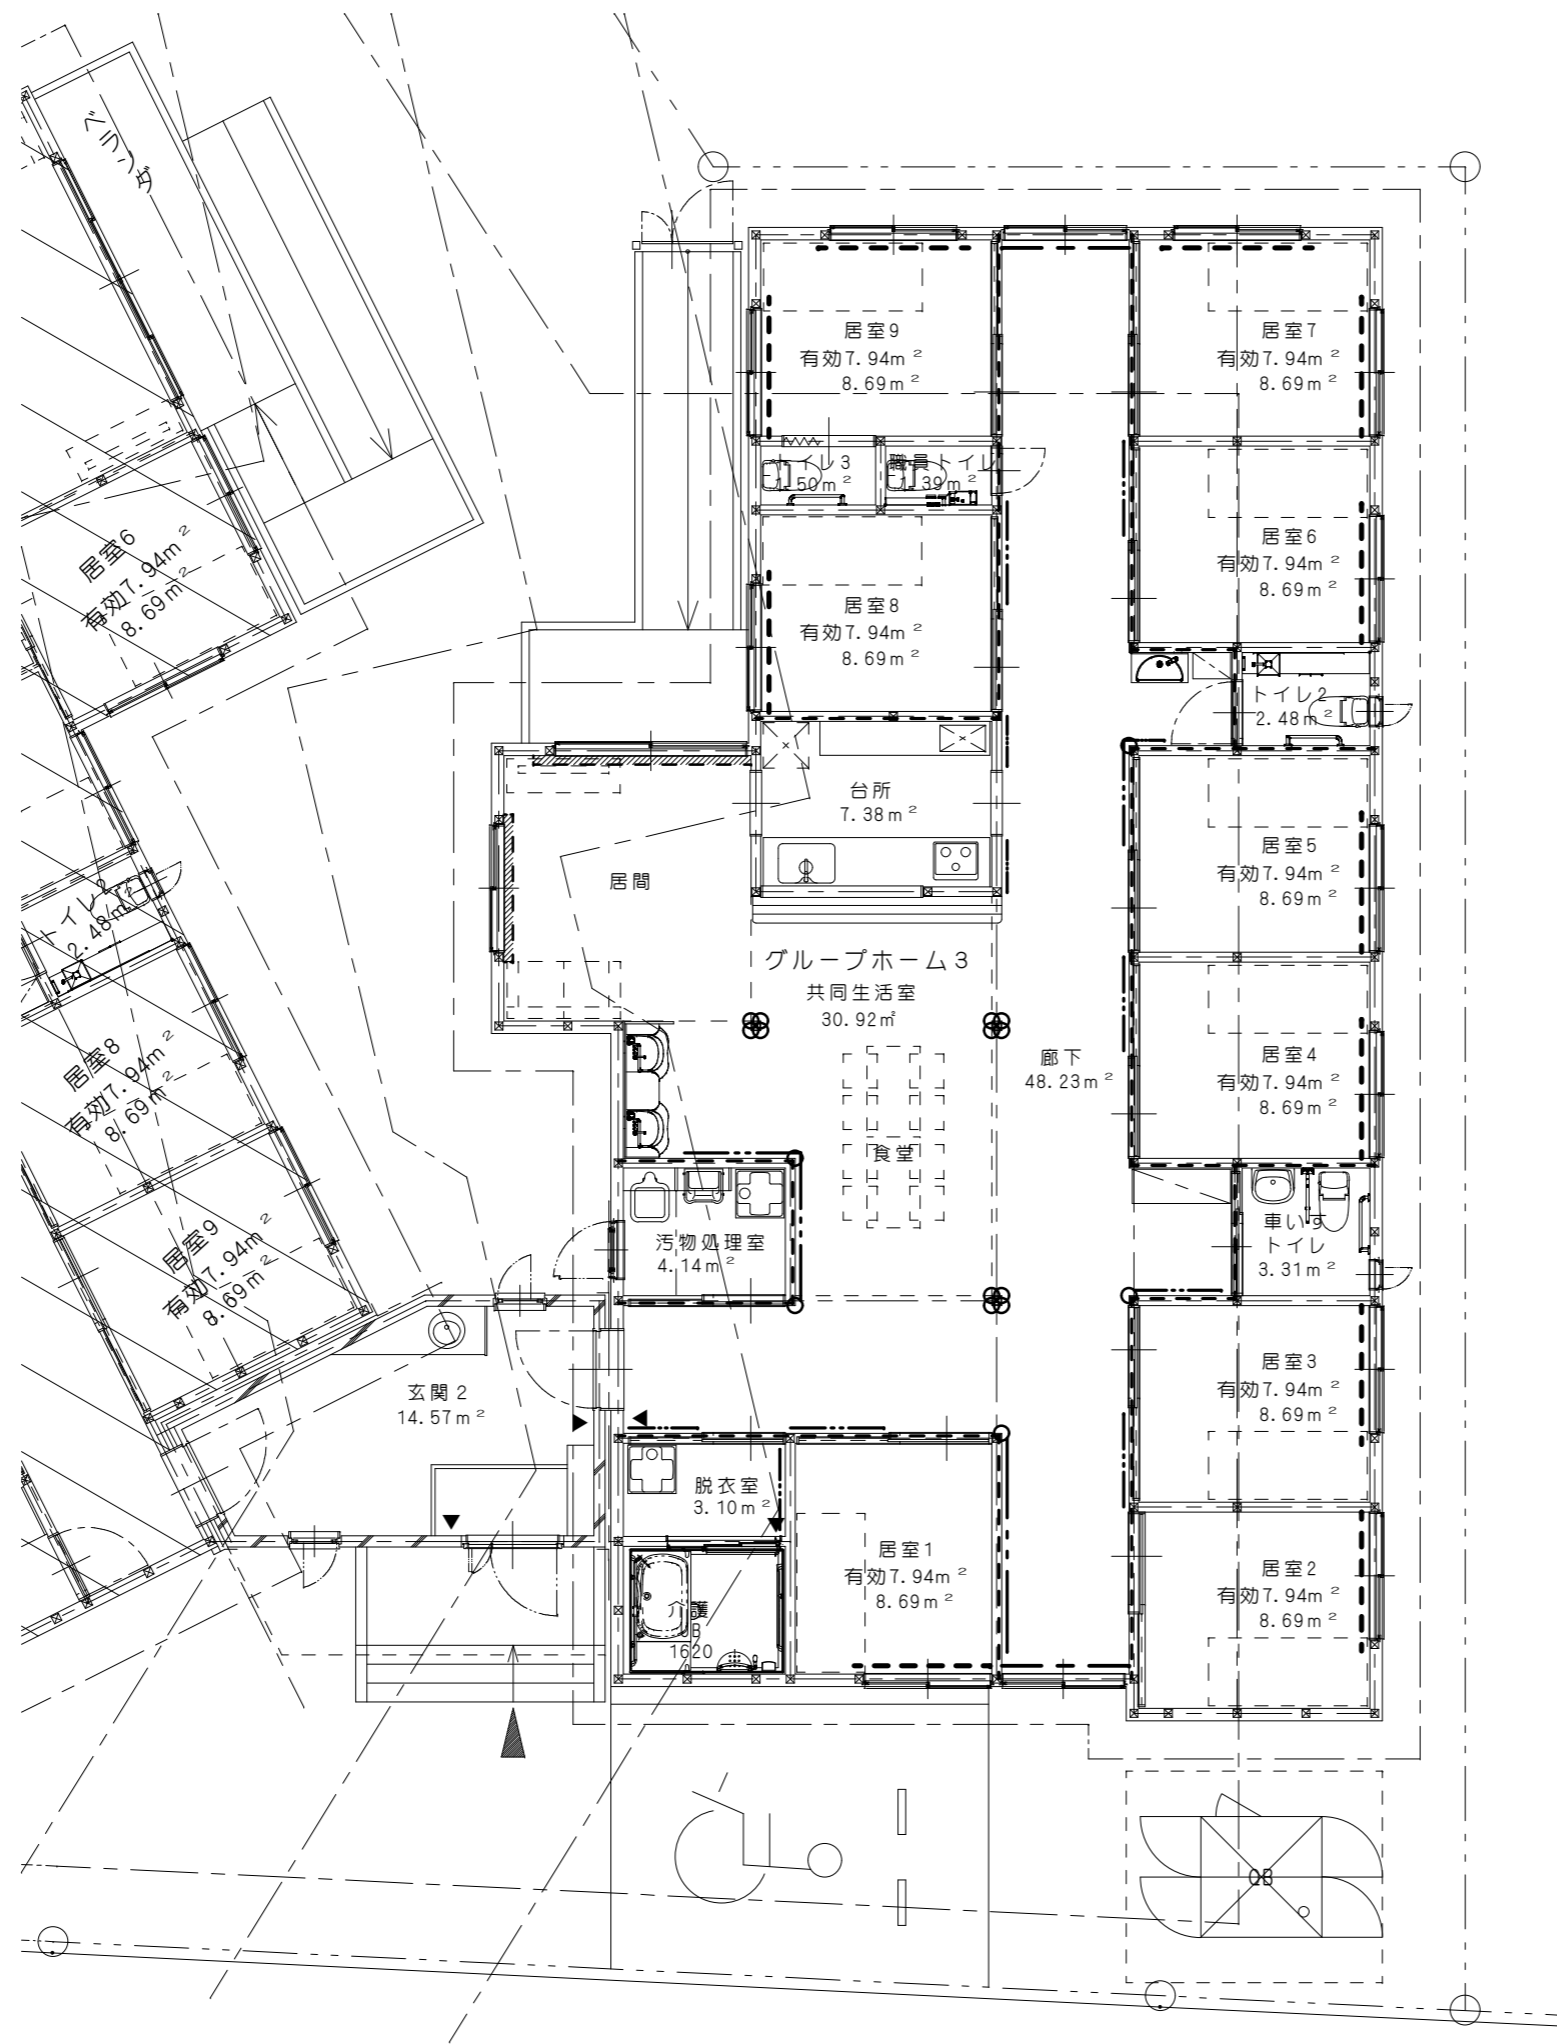 ベランダ
居室6
有効7.94m²
8.69m²
トイレ2
2.48m²
居室8
有効7.94m²
8.69m²
居室9
有効7.94m²
8.69m²
居室9
有効7.94m²
8.69m²
居室7
有効7.94m²
8.69m²
トイレ3
1.50m²
職員トイレ
1.39m²
居室8
有効7.94m²
8.69m²
居室6
有効7.94m²
8.69m²
トイレ2
2.48m²
台所
7.38m²
居間
居室5
有効7.94m²
8.69m²
グループホーム3
共同生活室
30.92㎡
廊下
48.23m²
居室4
有効7.94m²
8.69m²
食堂
汚物処理室
4.14m²
車いす
トイレ
3.31m²
玄関2
14.57m²
居室3
有効7.94m²
8.69m²
脱衣室
3.10m²
居室1
有効7.94m²
8.69m²
居室2
有効7.94m²
8.69m²
介護
UB
1620
QB